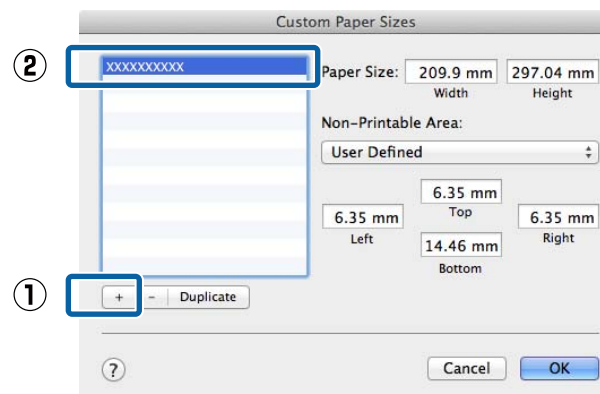 Custom Paper Sizes
② XXXXXXXXXX
Paper Size: 209.9 mm 297.04 mm
Width Height
Non-Printable Area:
User Defined
6.35 mm
Top
6.35 mm 6.35 mm
Left Right
14.46 mm
Bottom
① + - Duplicate
? Cancel OK